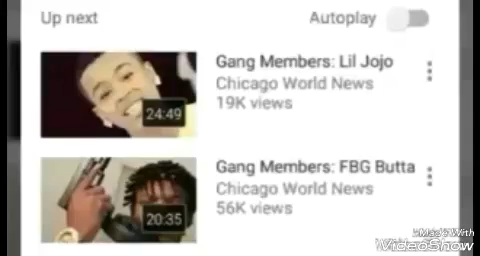 Up next
Autoplay
Gang Members: Lil Jojo
Chicago World News
19K views
24:49
Gang Members: FBG Butta
Chicago World News
56K views
20:35
Made With
VideoShow